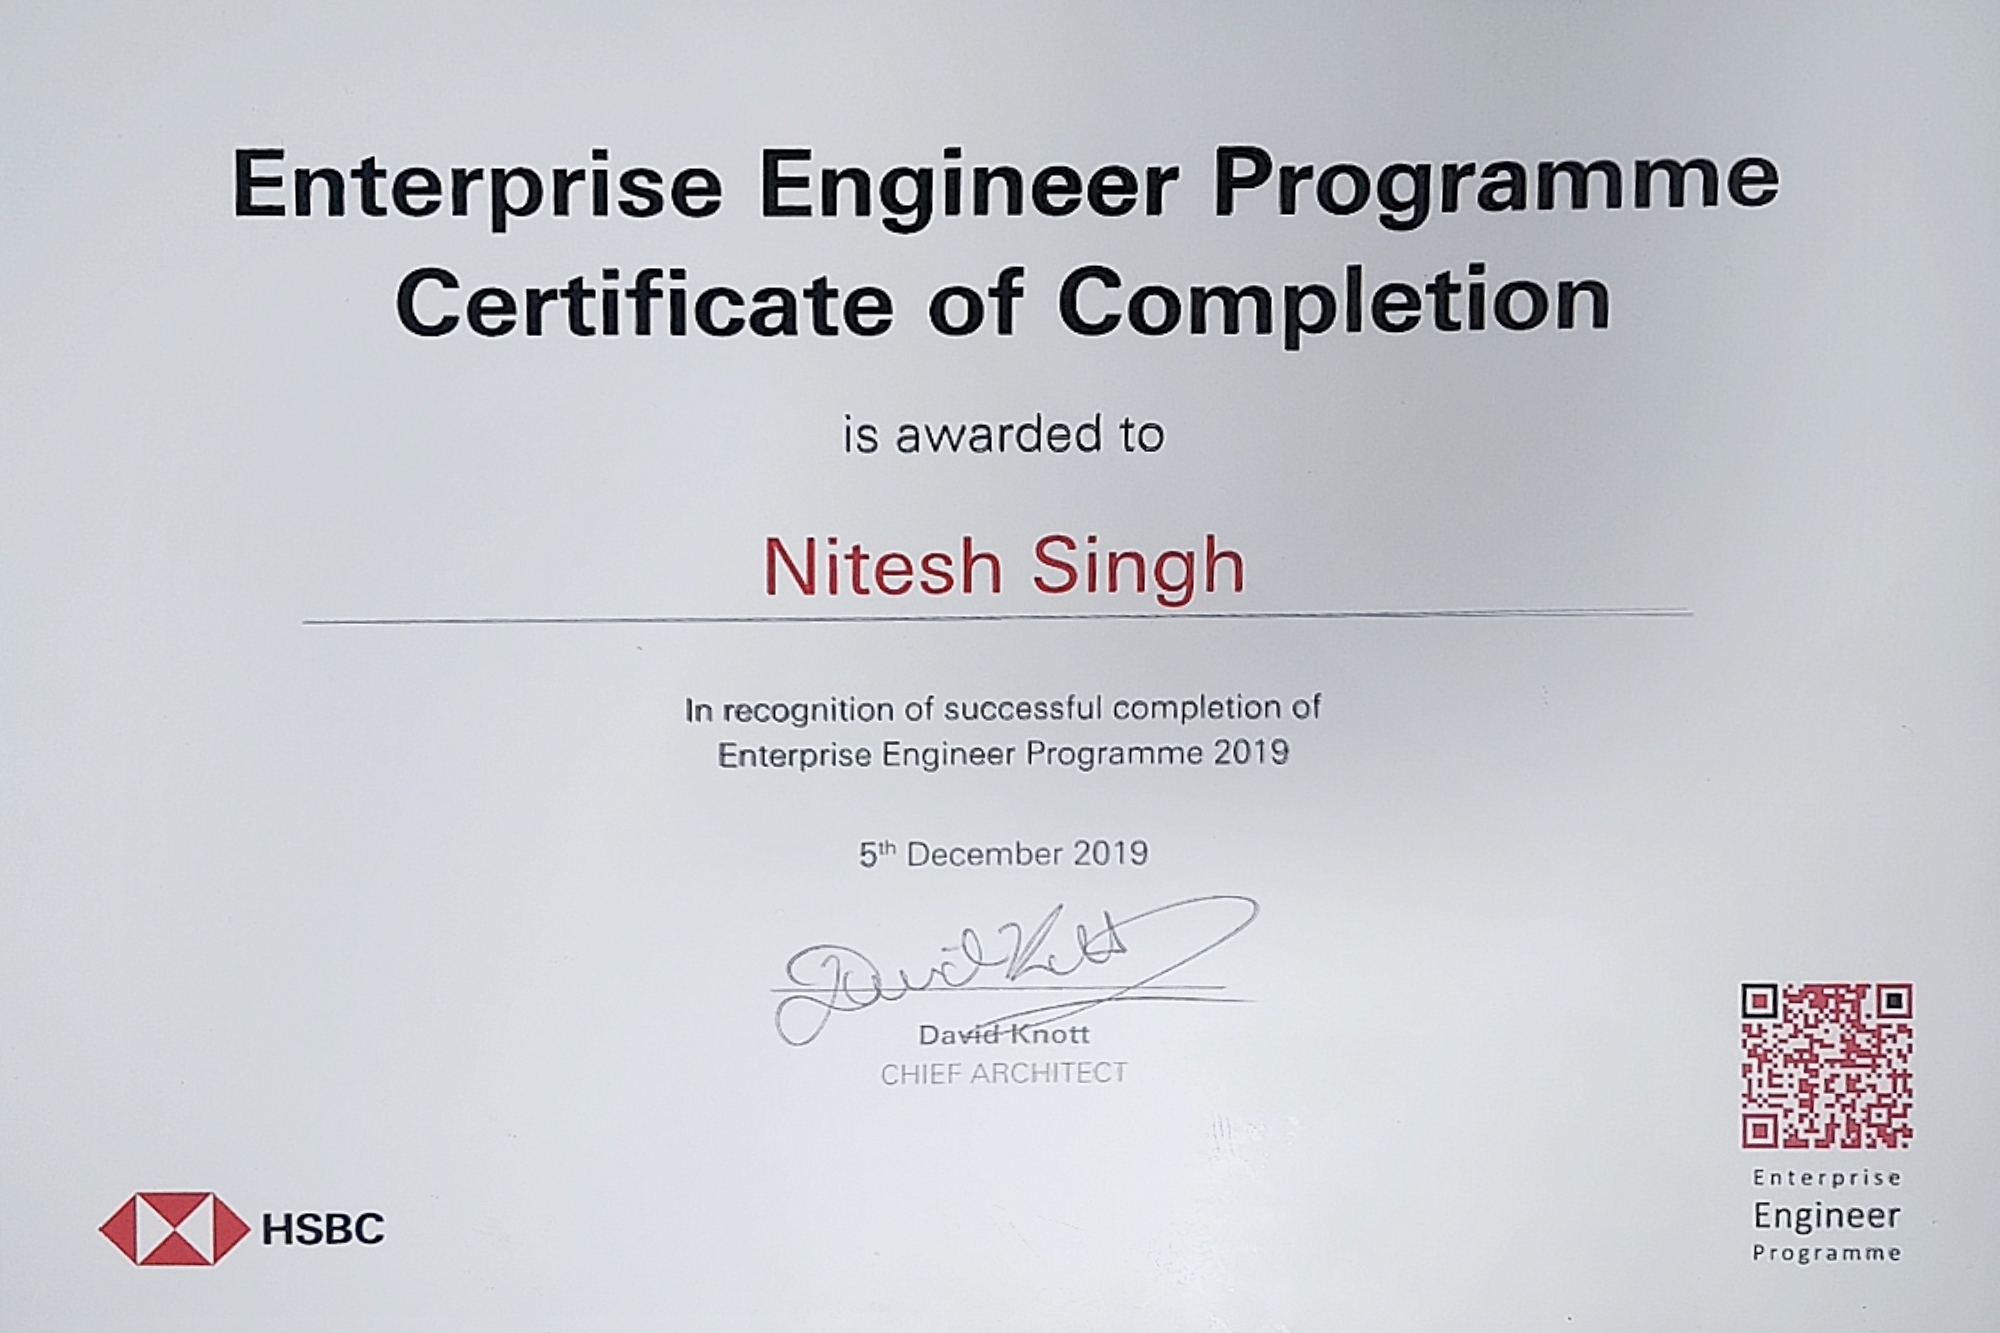 Enterprise Engineer Programme
Certificate of Completion
is awarded to
Nitesh Singh
In recognition of successful completion of
Enterprise Engineer Programme 2019
5th December 2019
David Knott
David Knott
CHIEF ARCHITECT
HSBC
Enterprise
Engineer
Programme